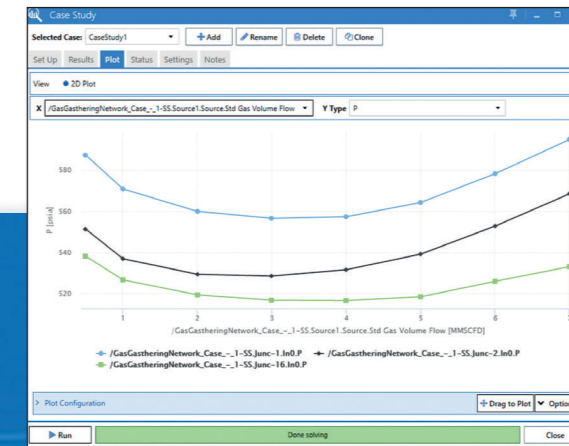 Case Study
Selected Case: CaseStudy1 Add Rename Delete Clone
Set Up Results Plot Status Settings Notes
View 2D Plot
X /GasGastheringNetwork_Case_-_1-SS.Source1.Source.Std Gas Volume Flow Y Type P
580
560
540
520
P [psia]
1 2 3 4 5 6 7
/GasGastheringNetwork_Case_-_1-SS.Source1.Source.Std Gas Volume Flow [MMSCFD]
/GasGastheringNetwork_Case_-_1-SS.Junc-1.In0.P /GasGastheringNetwork_Case_-_1-SS.Junc-2.In0.P
/GasGastheringNetwork_Case_-_1-SS.Junc-16.In0.P
> Plot Configuration Drag to Plot Option
Run Done solving Close